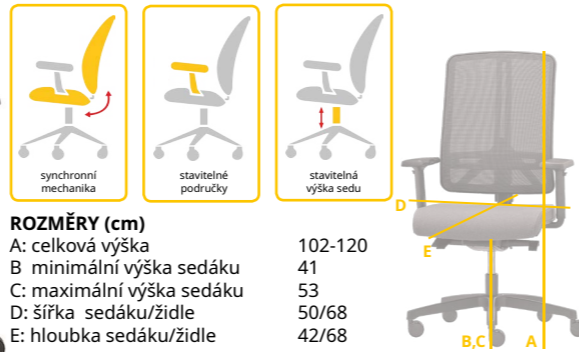 synchronní
mechanika
stavitelné
područky
stavitelná
výška sedu
ROZMĚRY (cm)
A: celková výška 102-120
B minimální výška sedáku 41
C: maximální výška sedáku 53
D: šířka sedáku/židle 50/68
E: hloubka sedáku/židle 42/68
D
E
B,C
A